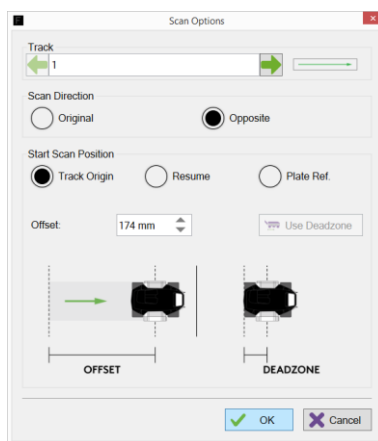 Scan Options
Track
1
Scan Direction
Original
Opposite
Start Scan Position
Track Origin
Resume
Plate Ref.
Offset:
174 mm
Use Deadzone
OFFSET
DEADZONE
OK
Cancel